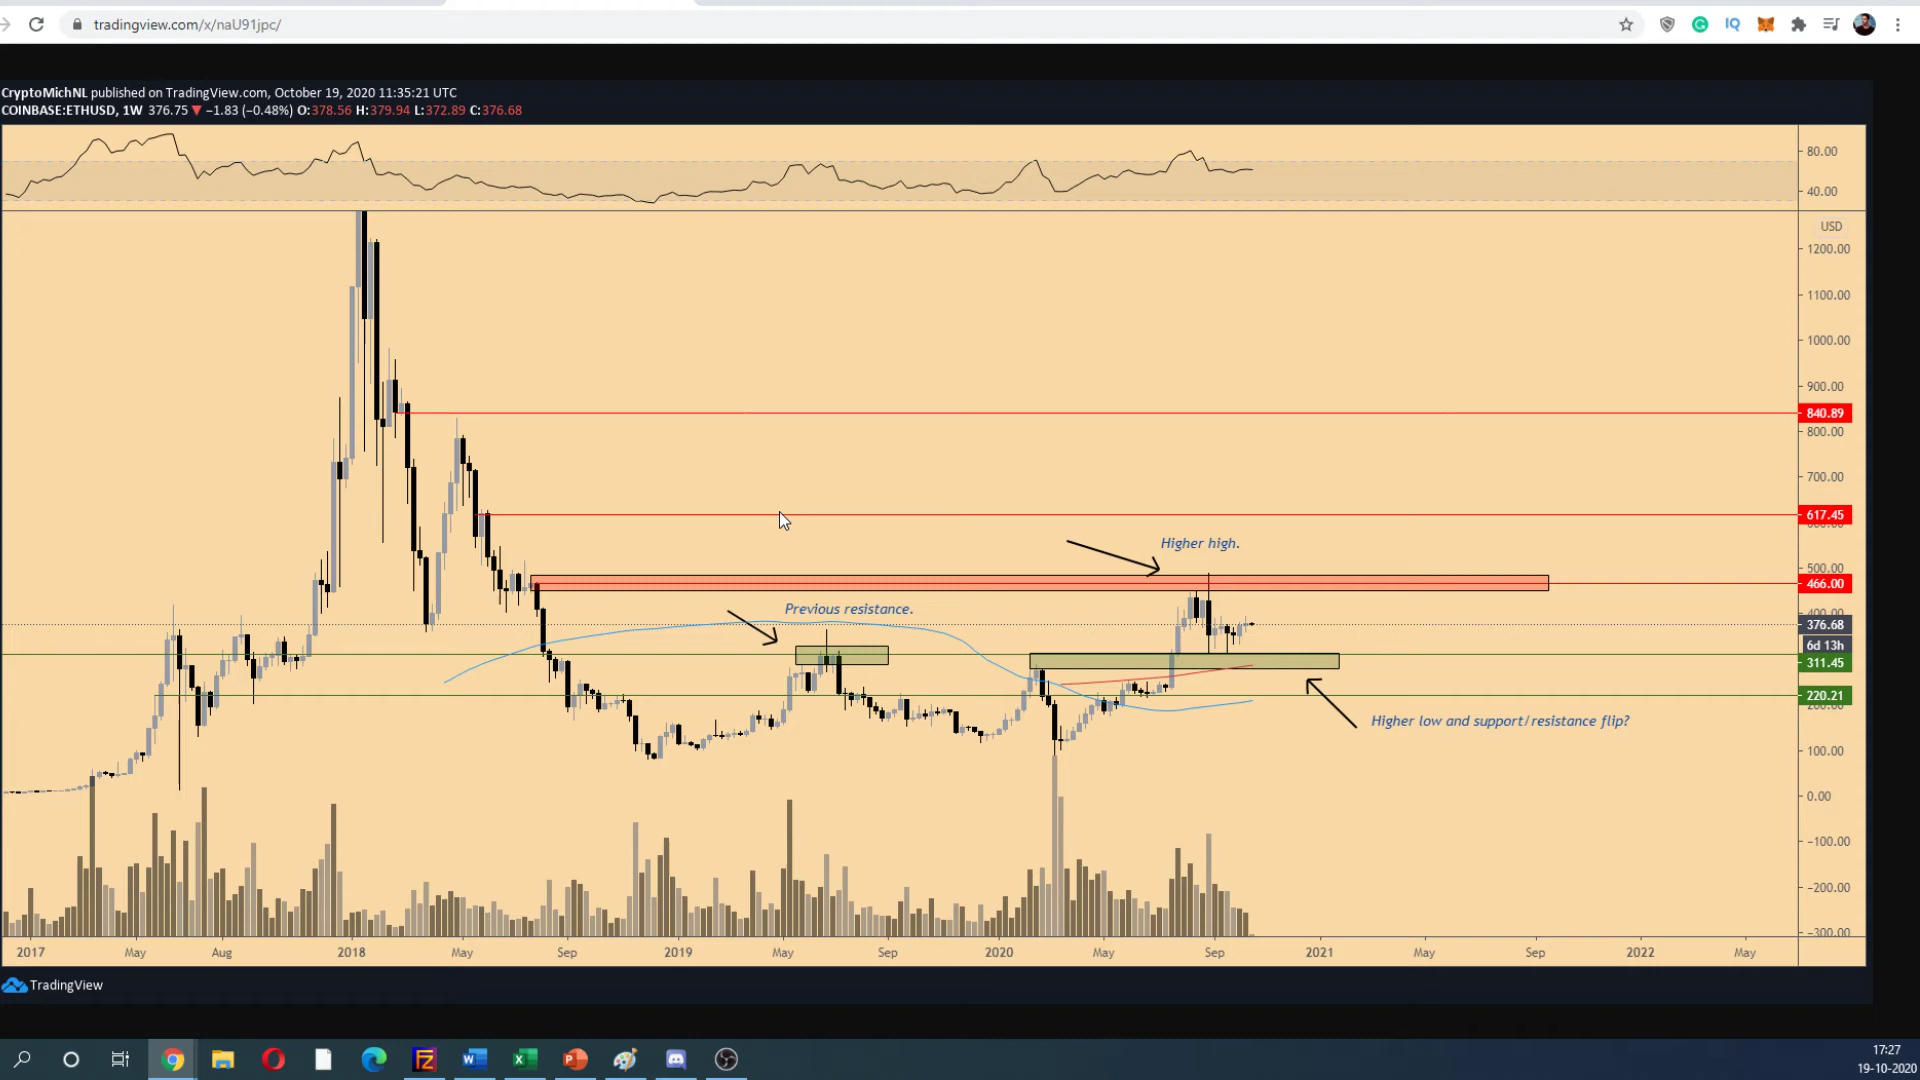 tradingview.com/x/naU91jpc/
IQ
CryptoMichNL published on TradingView.com, October 19, 2020 11:35:21 UTC
COINBASE:ETHUSD, 1W 376.75 ▼ −1.83 (−0.48%) O:378.56 H:379.94 L:372.89 C:376.68
80.00
40.00
USD
1200.00
1100.00
1000.00
900.00
840.89
800.00
700.00
617.45
Higher high.
500.00
466.00
Previous resistance.
400.00
376.68
6d 13h
311.45
220.21
200.00
Higher low and support/resistance flip?
100.00
0.00
−100.00
−200.00
−300.00
2017 May Aug 2018 May Sep 2019 May Sep 2020 May Sep 2021 May Sep 2022 May
TradingView
17:27
19-10-2020